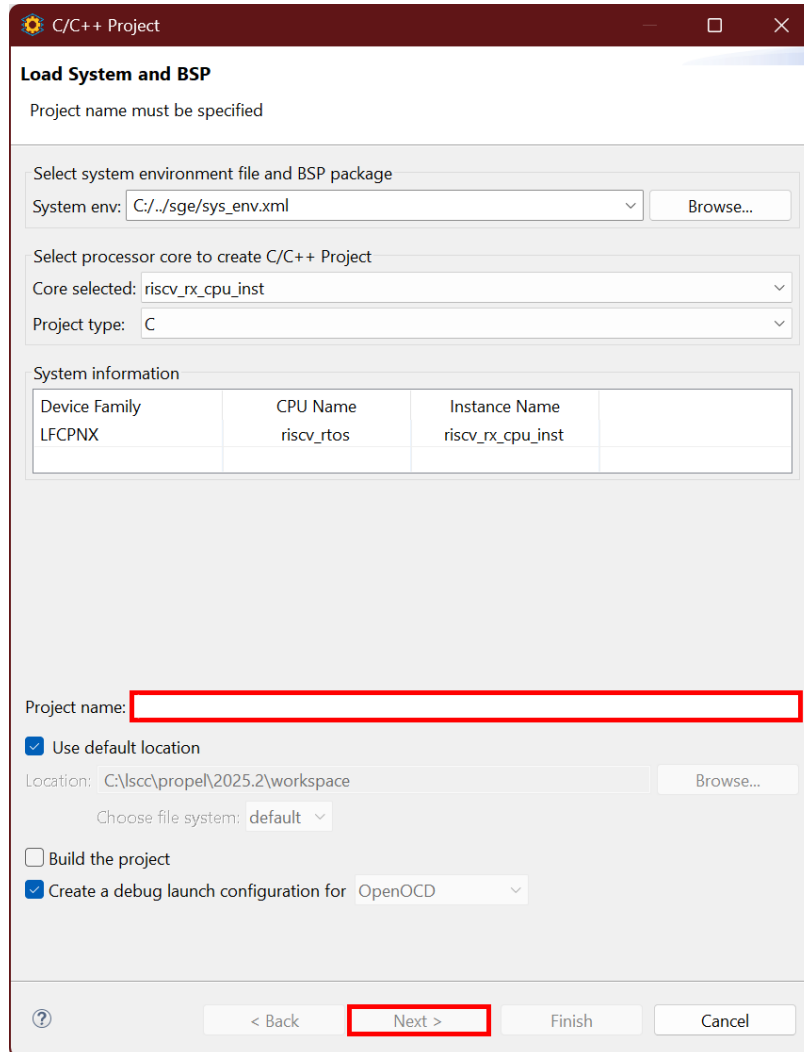 C/C++ Project
Load System and BSP
Project name must be specified
Select system environment file and BSP package
System env: C:/../sge/sys_env.xml Browse...
Select processor core to create C/C++ Project
Core selected: riscv_rx_cpu_inst
Project type: C
System information
Device Family CPU Name Instance Name
LFCPNX riscv_rtos riscv_rx_cpu_inst
Project name:
Use default location
Location: C:\lscc\propel\2025.2\workspace Browse...
Choose file system: default
Build the project
Create a debug launch configuration for OpenOCD
? < Back Next > Finish Cancel